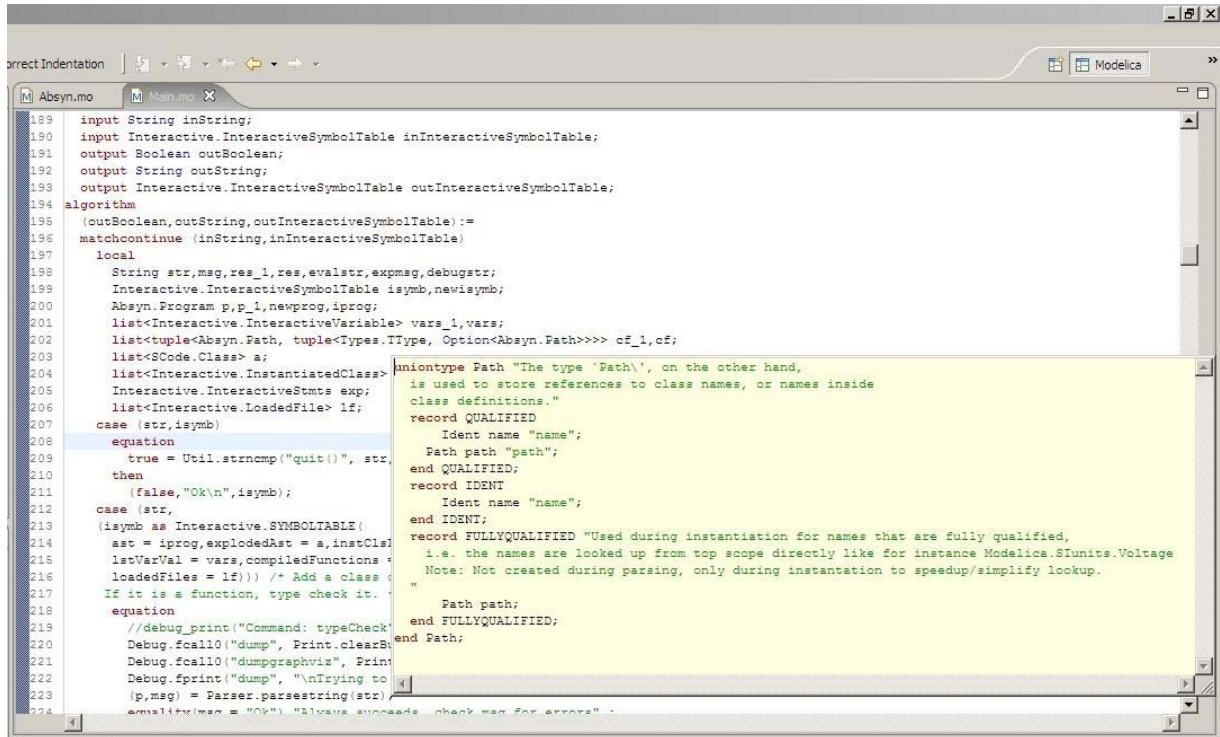 orrect Indentation
Modelica
»
Absyn.mo
Main.mo
189 input String inString;
190 input Interactive.InteractiveSymbolTable inInteractiveSymbolTable;
191 output Boolean outBoolean;
192 output String outString;
193 output Interactive.InteractiveSymbolTable outInteractiveSymbolTable;
194 algorithm
195 (outBoolean,outString,outInteractiveSymbolTable):=
196 matchcontinue (inString,inInteractiveSymbolTable)
197 local
198 String str,msg,res_1,res,evalstr,expmsg,debugstr;
199 Interactive.InteractiveSymbolTable isymb,newisymb;
200 Absyn.Program p,p_1,newprog,iprog;
201 list<Interactive.InteractiveVariable> vars_1,vars;
202 list<tuple<Absyn.Path, tuple<Types.TType, Option<Absyn.Path>>>> cf_1,cf;
203 list<SCode.Class> a;
204 list<Interactive.InstantiatedClass>
205 Interactive.InteractiveStmts exp;
206 list<Interactive.LoadedFile> lf;
207 case (str,isymb)
208 equation
209 true = Util.strncmp("quit()", str,
210 then
211 (false,"Ok\n",isymb);
212 case (str,
213 (isymb as Interactive.SYMBOLTABLE(
214 ast = iprog,explodedAst = a,instClsI
215 lstVarVal = vars,compiledFunctions =
216 loadedFiles = lf))) /* Add a class
217 If it is a function, type check it.
218 equation
219 //debug_print("Command: typeCheck"
220 Debug.fcall0("dump", Print.clearBu
221 Debug.fcall0("dumpgraphviz", Print
222 Debug.fprint("dump", "\nTrying to
223 (p,msg) = Parser.parsestring(str)
224 equality(msg = "Ok") "Always succeeds, check msg for errors" ;
uniontype Path "The type `Path\', on the other hand,
is used to store references to class names, or names inside
class definitions."
record QUALIFIED
Ident name "name";
Path path "path";
end QUALIFIED;
record IDENT
Ident name "name";
end IDENT;
record FULLYQUALIFIED "Used during instantiation for names that are fully qualified,
i.e. the names are looked up from top scope directly like for instance Modelica.SIunits.Voltage
Note: Not created during parsing, only during instantation to speedup/simplify lookup.
"
Path path;
end FULLYQUALIFIED;
end Path;